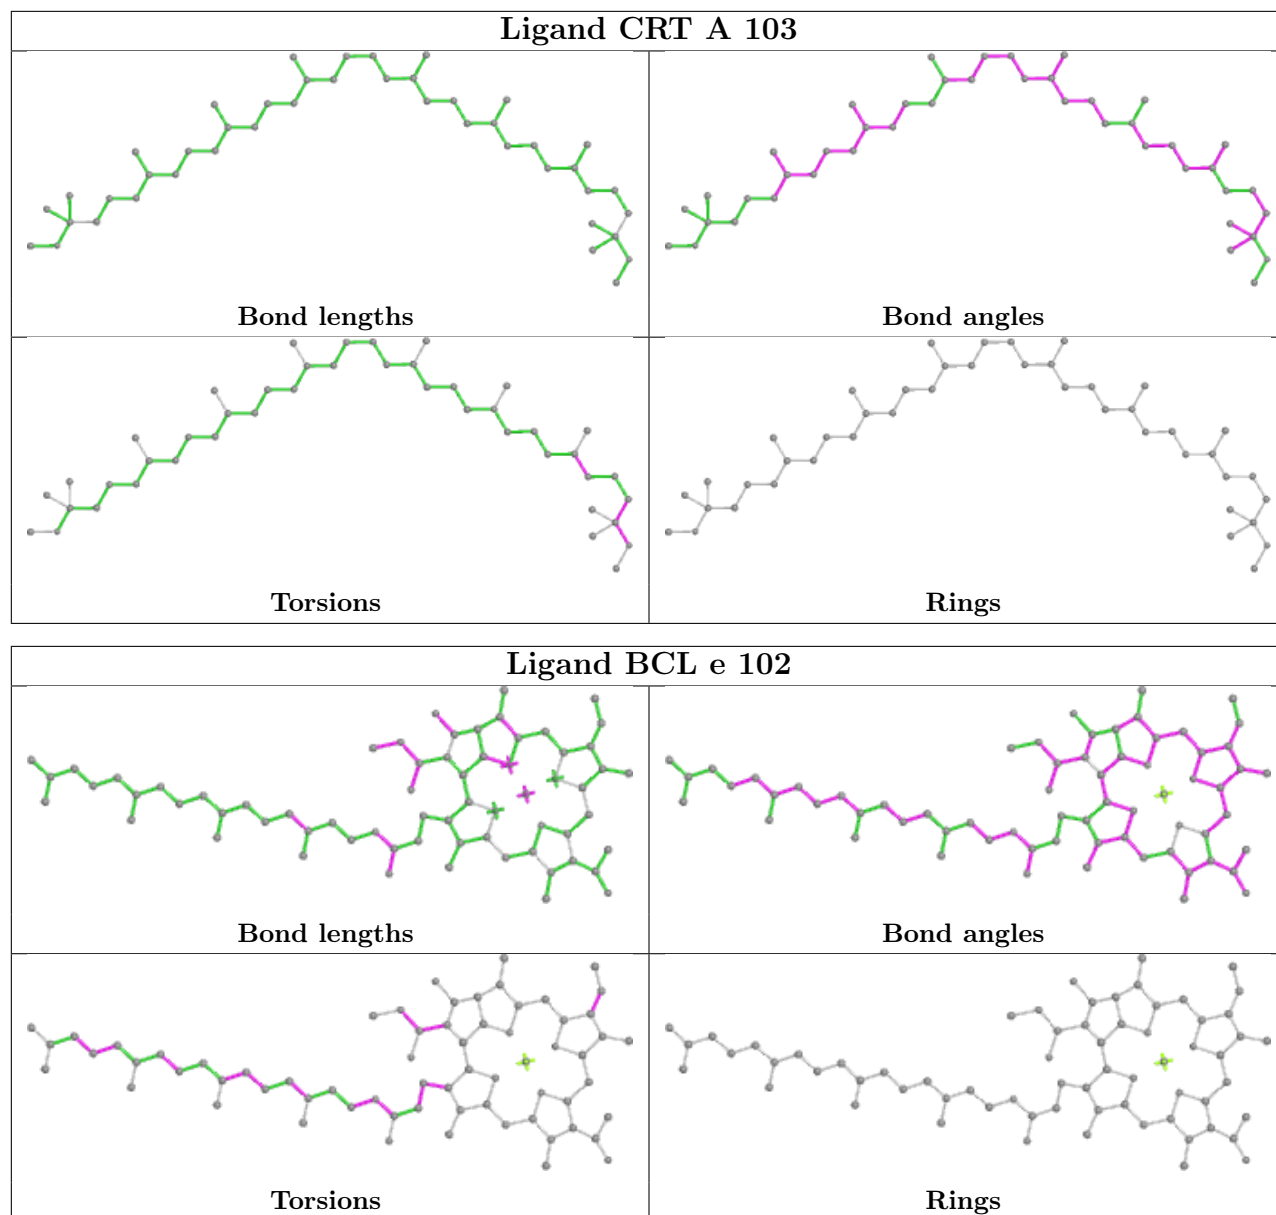 Ligand CRT A 103
Bond lengths
Bond angles
Torsions
Rings
Ligand BCL e 102
Bond lengths
Bond angles
Torsions
Rings